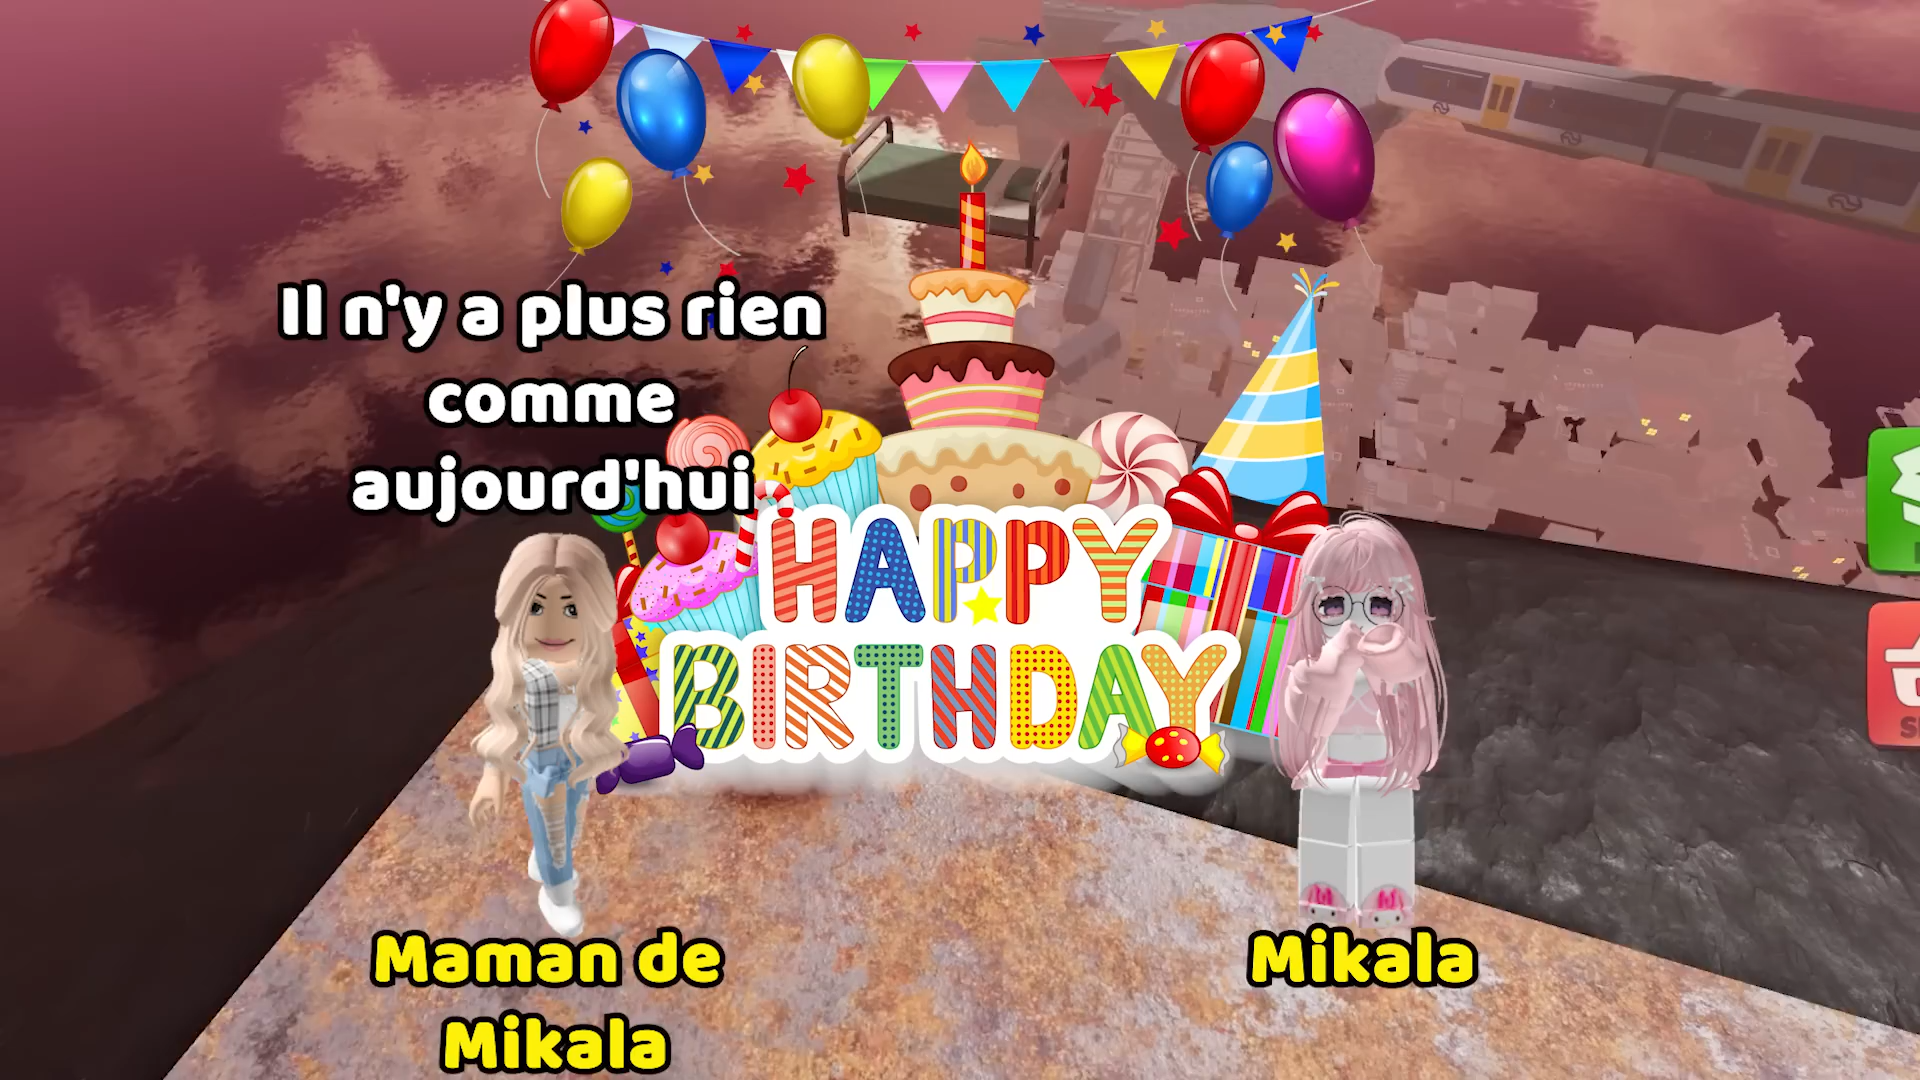 Il n'y a plus rien
comme
aujourd'hui
HAPPY
BIRTHDAY
Maman de
Mikala
Mikala